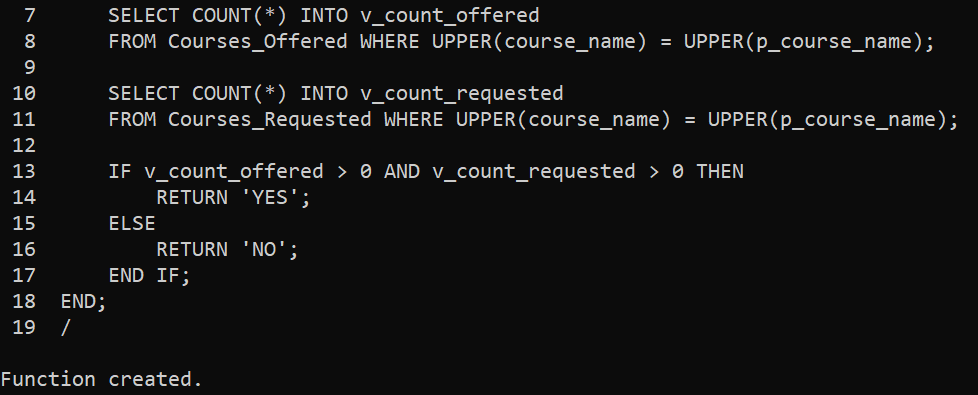 7      SELECT COUNT(*) INTO v_count_offered
8      FROM Courses_Offered WHERE UPPER(course_name) = UPPER(p_course_name);
9
10      SELECT COUNT(*) INTO v_count_requested
11      FROM Courses_Requested WHERE UPPER(course_name) = UPPER(p_course_name);
12
13      IF v_count_offered > 0 AND v_count_requested > 0 THEN
14          RETURN 'YES';
15      ELSE
16          RETURN 'NO';
17      END IF;
18  END;
19  /
Function created.